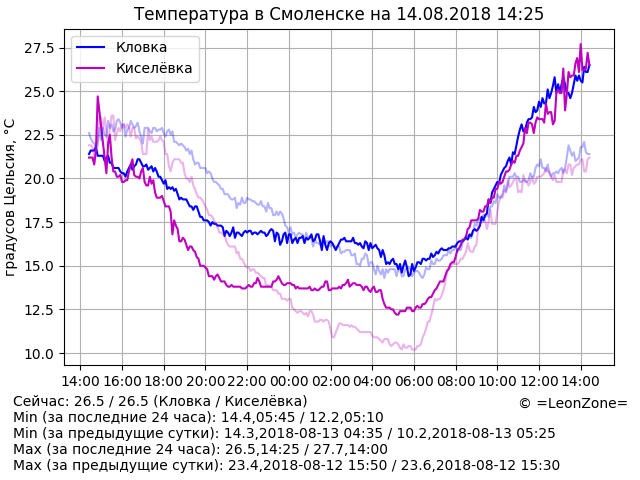 Температура в Смоленске на 14.08.2018 14:25
Кловка
Киселёвка
градусов Цельсия, °C
27.5
25.0
22.5
20.0
17.5
15.0
12.5
10.0
14:00 16:00 18:00 20:00 22:00 00:00 02:00 04:00 06:00 08:00 10:00 12:00 14:00
Сейчас: 26.5 / 26.5 (Кловка / Киселёвка)
© =LeonZone=
Min (за последние 24 часа): 14.4,05:45 / 12.2,05:10
Min (за предыдущие сутки): 14.3,2018-08-13 04:35 / 10.2,2018-08-13 05:25
Max (за последние 24 часа): 26.5,14:25 / 27.7,14:00
Max (за предыдущие сутки): 23.4,2018-08-12 15:50 / 23.6,2018-08-12 15:30